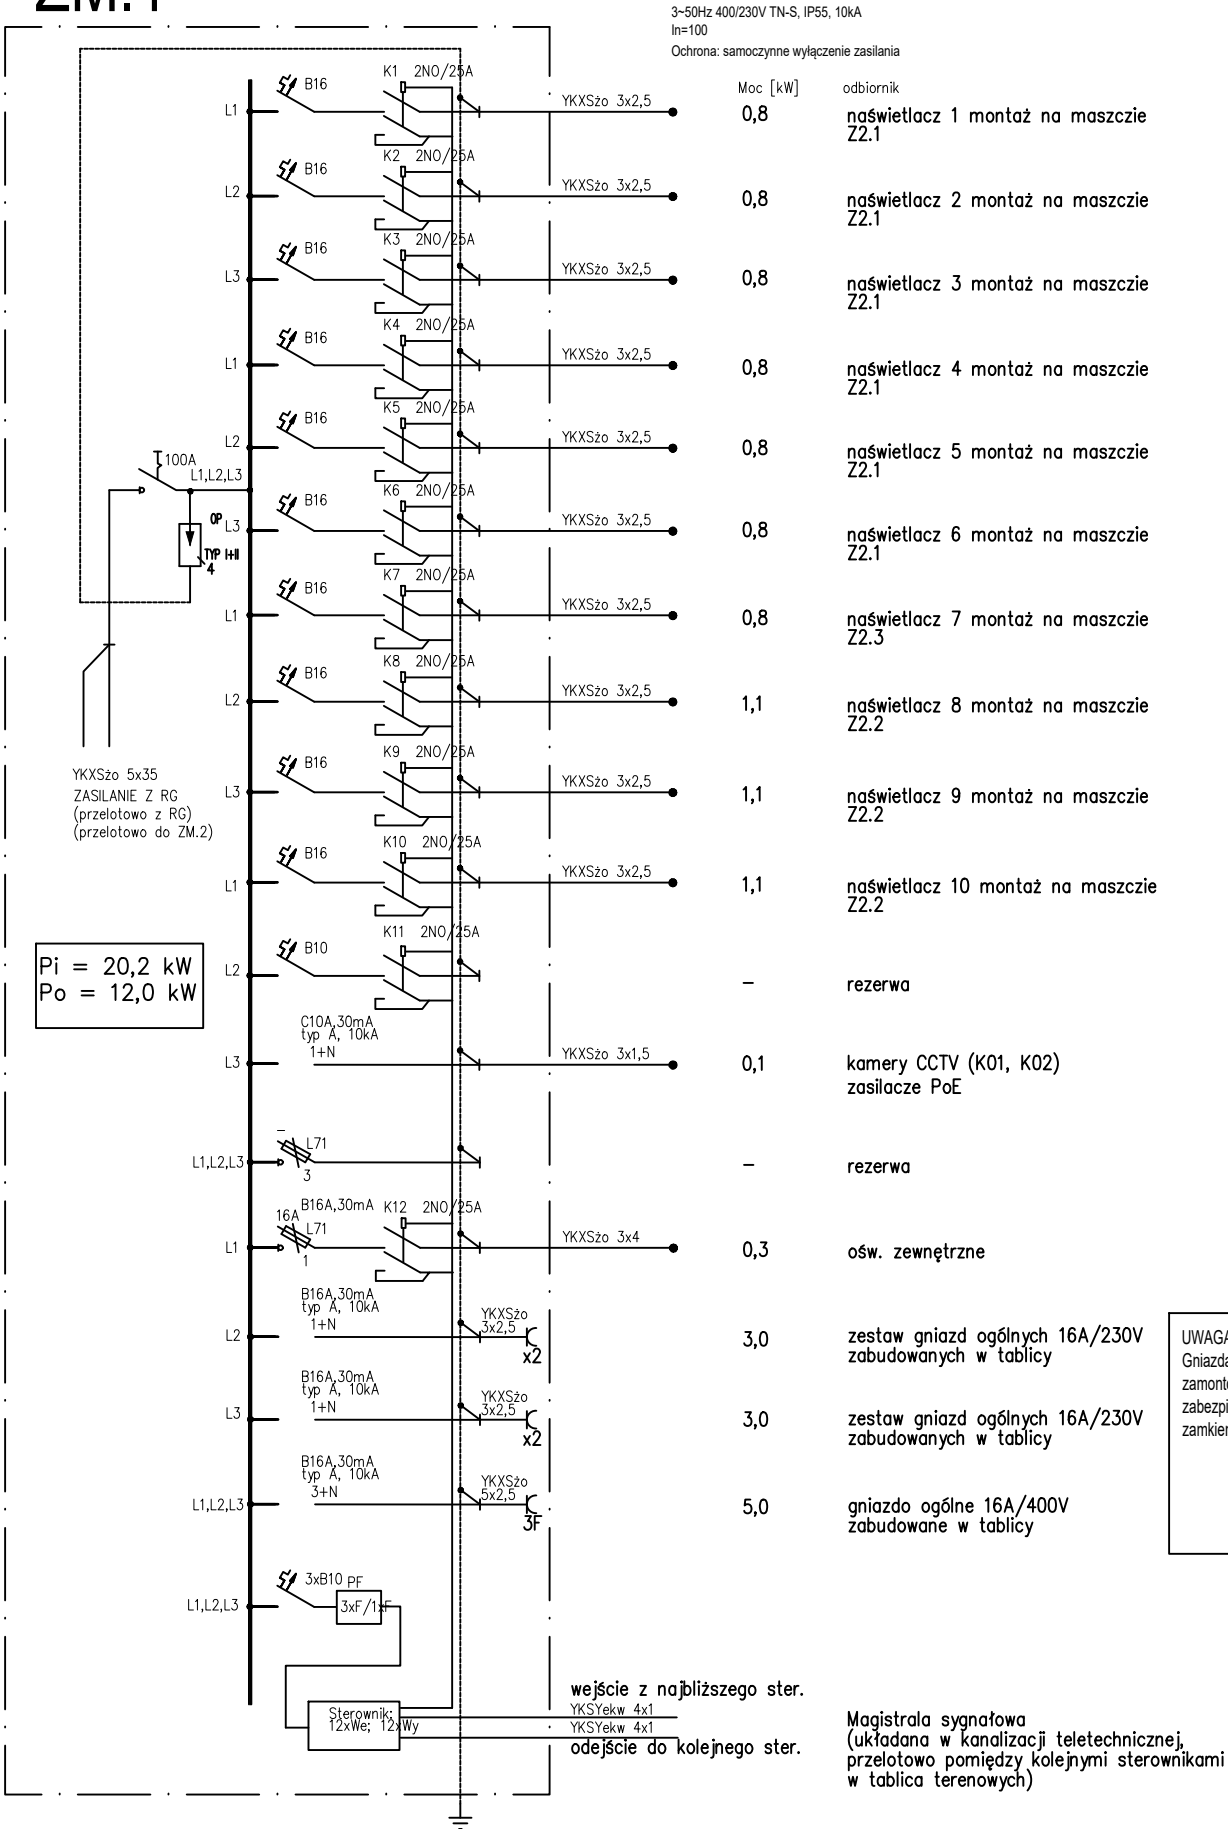 3~50Hz 400/230V TN-S, IP55, 10kA
In=100
Ochrona: samoczynne wyłączenie zasilania
Moc [kW] odbiornik
L1 B16 K1 2NO/25A YKXSżo 3x2,5 0,8 naświetlacz 1 montaż na maszczie
Z2.1
L2 B16 K2 2NO/25A YKXSżo 3x2,5 0,8 naświetlacz 2 montaż na maszczie
Z2.1
L3 B16 K3 2NO/25A YKXSżo 3x2,5 0,8 naświetlacz 3 montaż na maszczie
Z2.1
L1 B16 K4 2NO/25A YKXSżo 3x2,5 0,8 naświetlacz 4 montaż na maszczie
Z2.1
L2 B16 K5 2NO/25A YKXSżo 3x2,5 0,8 naświetlacz 5 montaż na maszczie
Z2.1
100A
L1,L2,L3
OP
TYP I+II
4
L3 B16 K6 2NO/25A YKXSżo 3x2,5 0,8 naświetlacz 6 montaż na maszczie
Z2.1
L1 B16 K7 2NO/25A YKXSżo 3x2,5 0,8 naświetlacz 7 montaż na maszczie
Z2.3
L2 B16 K8 2NO/25A YKXSżo 3x2,5 1,1 naświetlacz 8 montaż na maszczie
Z2.2
YKXSżo 5x35
ZASILANIE Z RG
(przelotowo z RG)
(przelotowo do ZM.2)
L3 B16 K9 2NO/25A YKXSżo 3x2,5 1,1 naświetlacz 9 montaż na maszczie
Z2.2
L1 B16 K10 2NO/25A YKXSżo 3x2,5 1,1 naświetlacz 10 montaż na maszczie
Z2.2
Pi = 20,2 kW
Po = 12,0 kW
L2 B10 K11 2NO/25A – rezerwa
C10A,30mA
typ A, 10kA
1+N
L3 YKXSżo 3x1,5 0,1 kamery CCTV (K01, K02)
zasilacze PoE
–
L1,L2,L3 L71 – rezerwa
3
B16A,30mA K12 2NO/25A
16A
L71
L1 YKXSżo 3x4 0,3 ośw. zewnętrzne
1
B16A,30mA
typ A, 10kA
1+N
L2 YKXSżo
3x2,5
x2
3,0 zestaw gniazd ogólnych 16A/230V
zabudowanych w tablicy
B16A,30mA
typ A, 10kA
1+N
L3 YKXSżo
3x2,5
x2
3,0 zestaw gniazd ogólnych 16A/230V
zabudowanych w tablicy
B16A,30mA
typ A, 10kA
3+N
L1,L2,L3 YKXSżo
5x2,5
3F
5,0 gniazdo ogólne 16A/400V
zabudowane w tablicy
UWAGA
L1,L2,L3 3xB10 PF
3xF/1xF
Sterownik:
12xWe; 12xWy
wejście z najbliższego ster.
YKSYekw 4x1
YKSYekw 4x1
odejście do kolejnego ster.
Magistrala sygnałowa
(układana w kanalizacji teletechnicznej,
przelotowo pomiędzy kolejnymi sterownikami
w tablica terenowych)